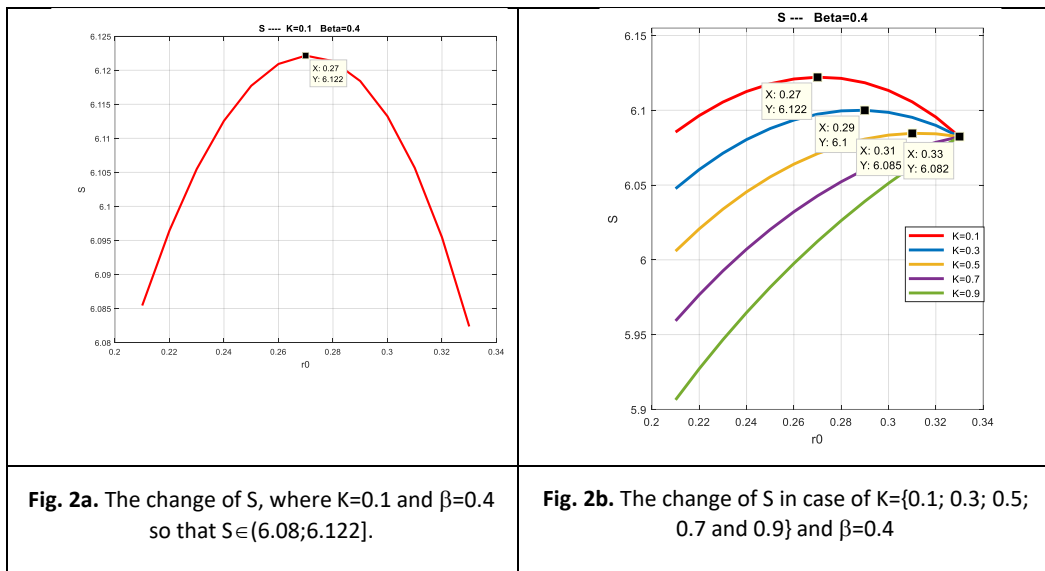 S ---- K=0.1 Beta=0.4
6.125
6.12
6.115
6.11
6.105
6.1
6.095
6.09
6.085
6.08
S
X: 0.27
Y: 6.122
0.2 0.22 0.24 0.26 0.28 0.3 0.32 0.34
r0
S --- Beta=0.4
6.15
6.1
6.05
6
5.95
5.9
S
X: 0.27
Y: 6.122
X: 0.29
Y: 6.1
X: 0.31
Y: 6.085
X: 0.33
Y: 6.082
K=0.1
K=0.3
K=0.5
K=0.7
K=0.9
0.2 0.22 0.24 0.26 0.28 0.3 0.32 0.34
r0
Fig. 2a. The change of S, where K=0.1 and β=0.4
so that S∈(6.08;6.122].
Fig. 2b. The change of S in case of K={0.1; 0.3; 0.5;
0.7 and 0.9} and β=0.4